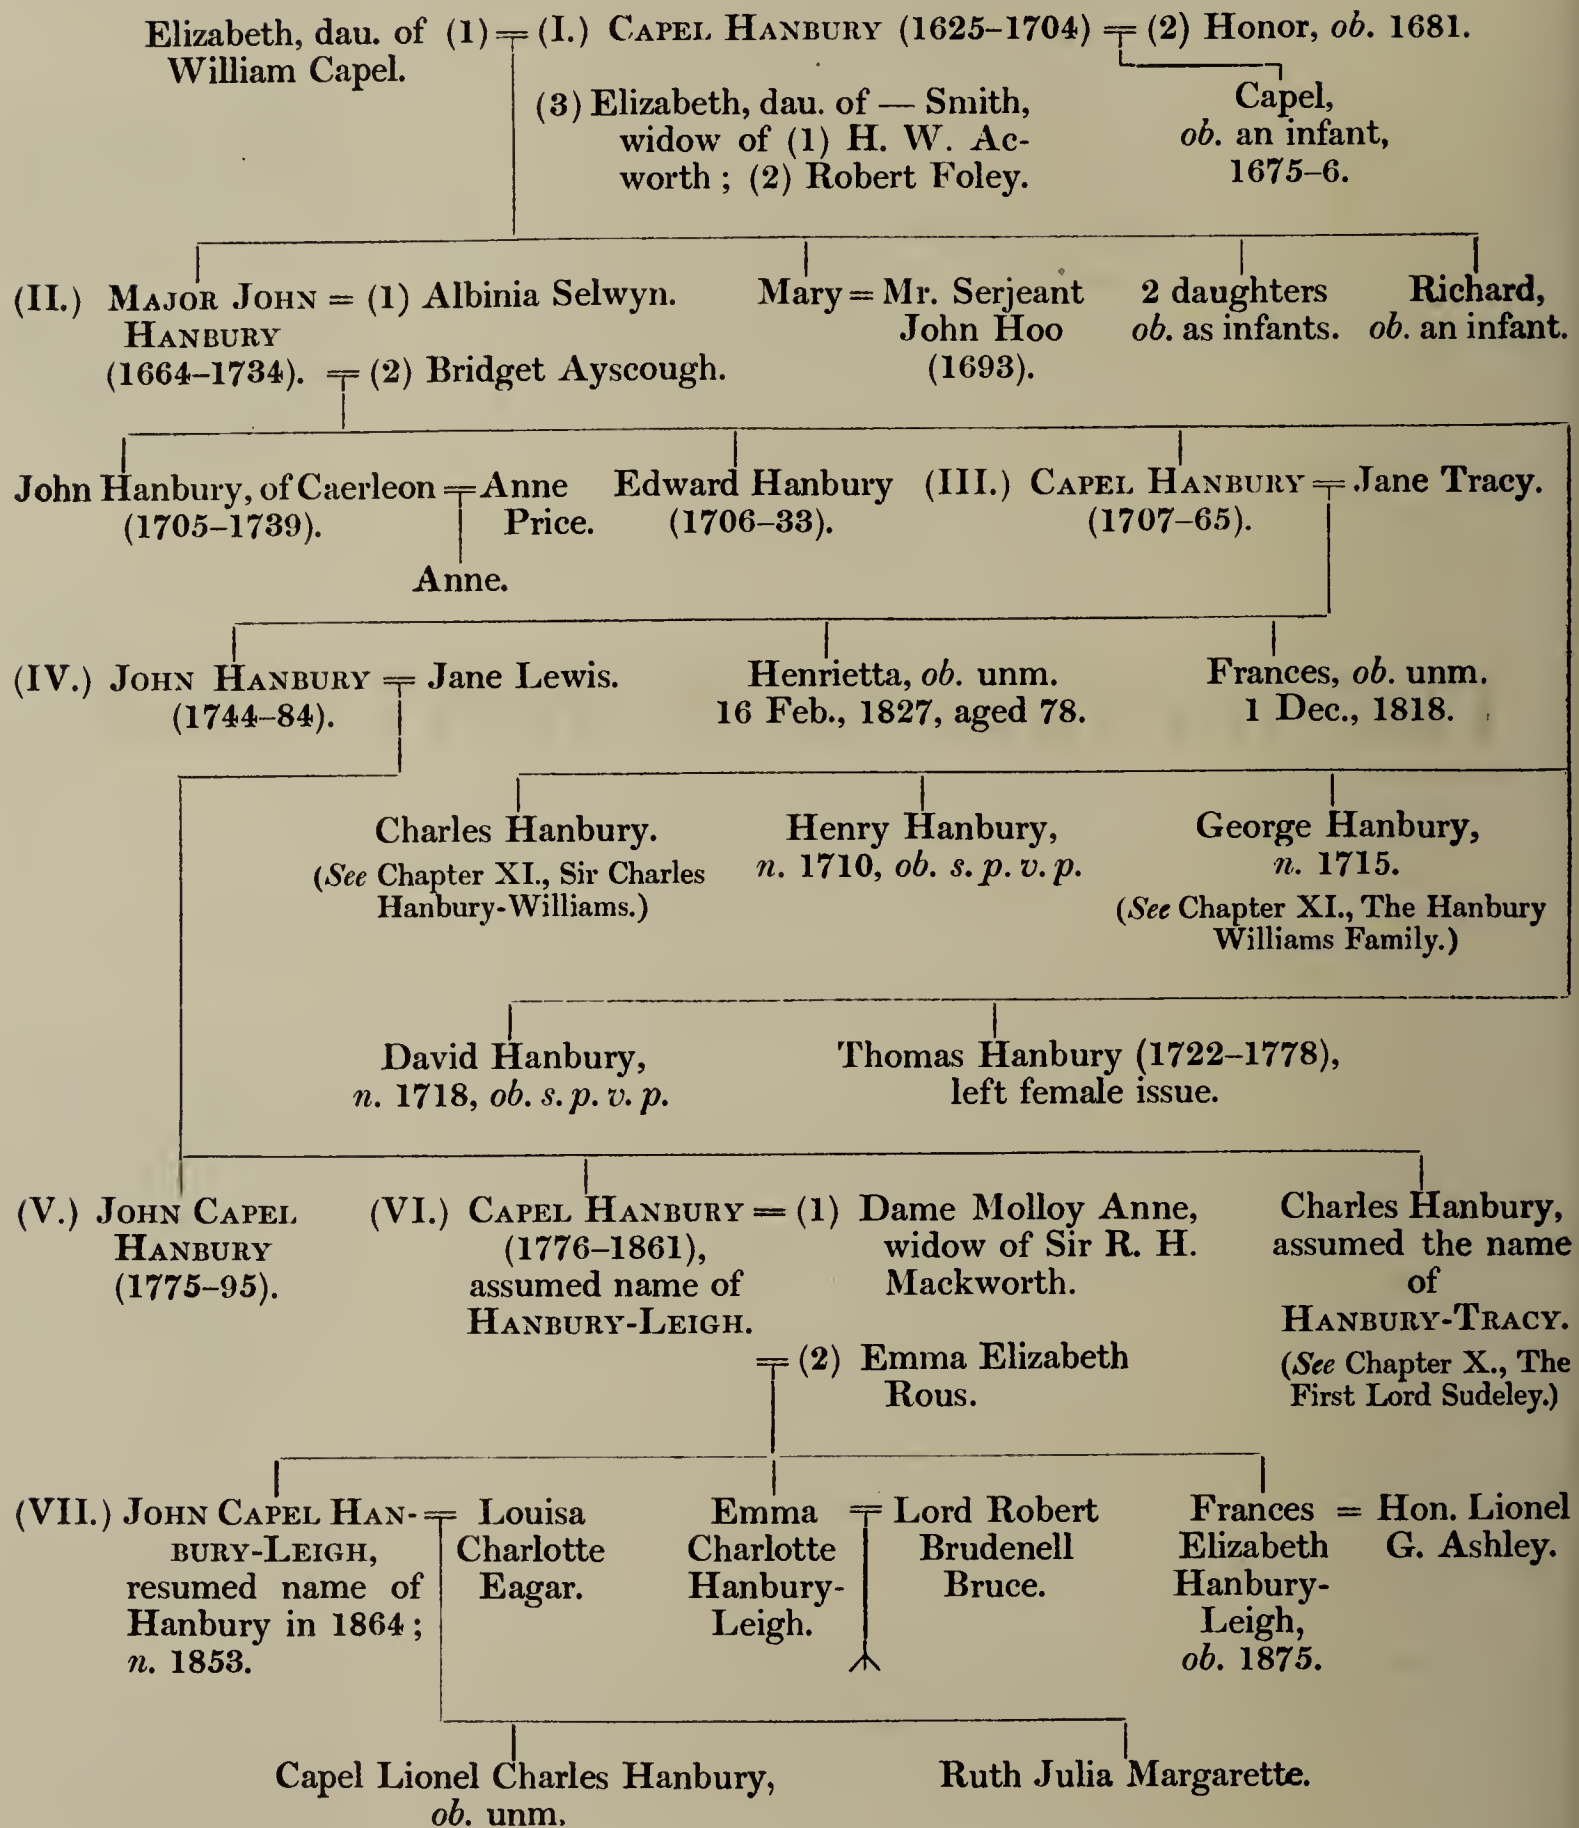 Elizabeth, dau. of (1) = (I.) CAPEL HANBURY (1625–1704) = (2) Honor, ob. 1681.
William Capel.
(3) Elizabeth, dau. of — Smith,
widow of (1) H. W. Ac-
worth ; (2) Robert Foley.
Capel,
ob. an infant,
1675–6.
(II.) MAJOR JOHN = (1) Albinia Selwyn.
HANBURY
(1664–1734). = (2) Bridget Ayscough.
Mary = Mr. Serjeant
John Hoo
(1693).
2 daughters
ob. as infants.
Richard,
ob. an infant.
John Hanbury, of Caerleon = Anne
(1705–1739). Price.
Anne.
Edward Hanbury
(1706–33).
(III.) CAPEL HANBURY = Jane Tracy.
(1707–65).
(IV.) JOHN HANBURY = Jane Lewis.
(1744–84).
Henrietta, ob. unm.
16 Feb., 1827, aged 78.
Frances, ob. unm.
1 Dec., 1818.
Charles Hanbury.
(See Chapter XI., Sir Charles
Hanbury-Williams.)
Henry Hanbury,
n. 1710, ob. s. p. v. p.
George Hanbury,
n. 1715.
(See Chapter XI., The Hanbury
Williams Family.)
David Hanbury,
n. 1718, ob. s. p. v. p.
Thomas Hanbury (1722–1778),
left female issue.
(V.) JOHN CAPEL
HANBURY
(1775–95).
(VI.) CAPEL HANBURY = (1) Dame Molloy Anne,
(1776–1861), widow of Sir R. H.
assumed name of Mackworth.
HANBURY-LEIGH.
= (2) Emma Elizabeth
Rous.
Charles Hanbury,
assumed the name
of
HANBURY-TRACY.
(See Chapter X., The
First Lord Sudeley.)
(VII.) JOHN CAPEL HAN- = Louisa
BURY-LEIGH, Charlotte
resumed name of Eagar.
Hanbury in 1864 ;
n. 1853.
Emma = Lord Robert
Charlotte Brudenell
Hanbury- Bruce.
Leigh.
Frances = Hon. Lionel
Elizabeth G. Ashley.
Hanbury-
Leigh,
ob. 1875.
Capel Lionel Charles Hanbury,
ob. unm.
Ruth Julia Margarette.